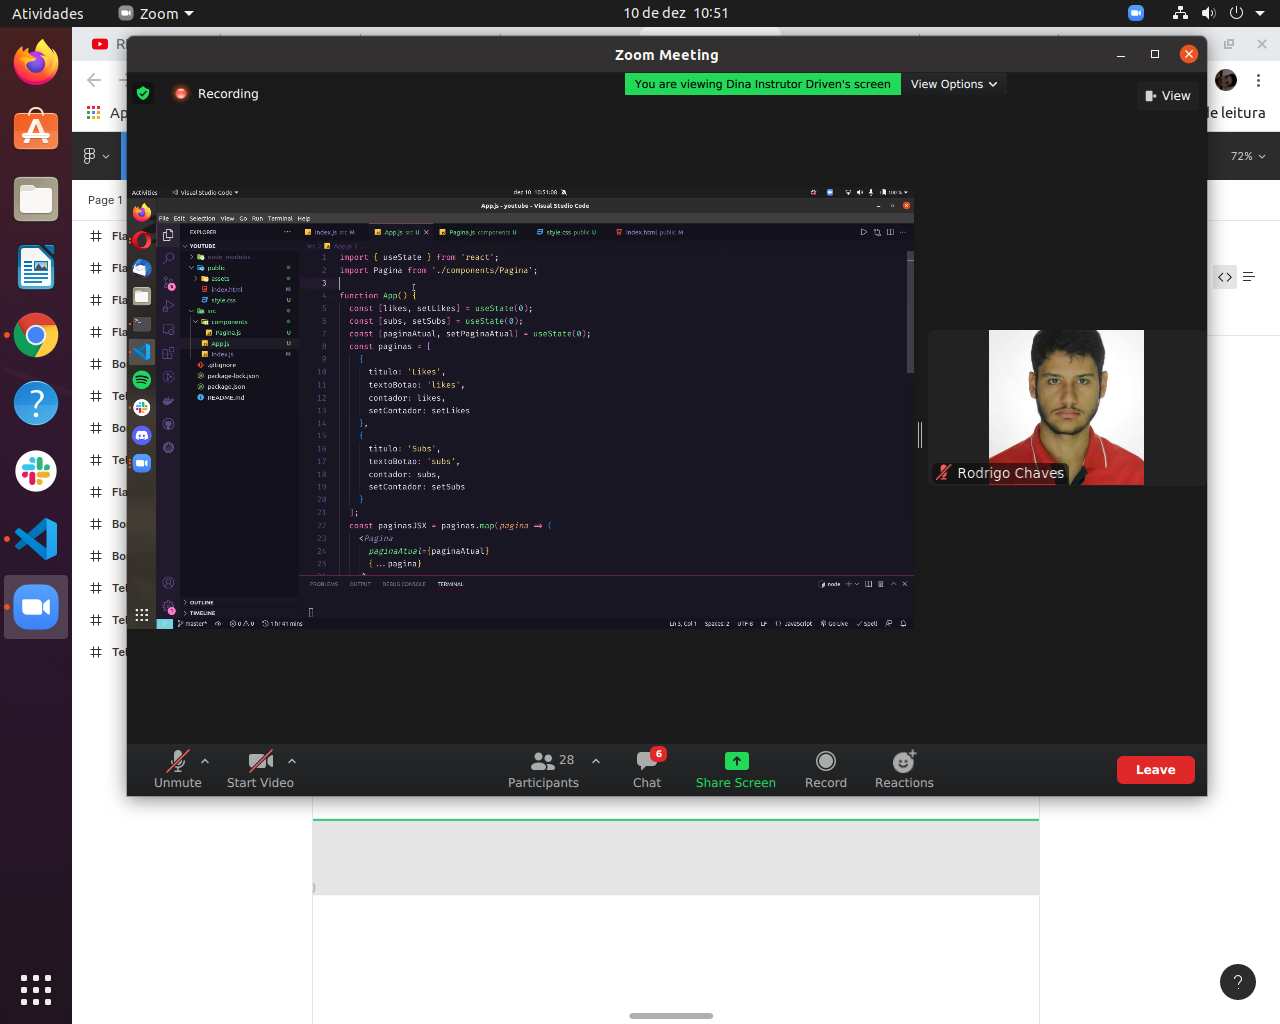 Atividades
Zoom
10 de dez 10:51
Zoom Meeting
Recording
You are viewing Dina Instrutor Driven's screen
View Options
View
Ap
de leitura
72%
Page 1
Fla
Fla
Fla
Fla
Bo
Tel
Bo
Tel
Fla
Bo
Bo
Tel
Tel
Tel
Activities
Visual Studio Code
dez 10 10:51:08
100 %
App.js - youtube - Visual Studio Code
File Edit Selection View Go Run Terminal Help
EXPLORER
index.js src M
App.js src U
Pagina.js components U
style.css public U
index.html public M
YOUTUBE
node_modules
public
assets
index.html M
style.css U
src
components
Pagina.js U
App.js U
index.js M
.gitignore
package-lock.json
package.json
README.md
OUTLINE
TIMELINE
src > App.js > ...
1 import { useState } from 'react';
2 import Pagina from './components/Pagina';
3
4 function App() {
5 const [likes, setLikes] = useState(0);
6 const [subs, setSubs] = useState(0);
7 const [paginaAtual, setPaginaAtual] = useState(0);
8 const paginas = [
9 {
10 titulo: 'Likes',
11 textoBotao: 'likes',
12 contador: likes,
13 setContador: setLikes
14 },
15 {
16 titulo: 'Subs',
17 textoBotao: 'subs',
18 contador: subs,
19 setContador: setSubs
20 }
21 ];
22 const paginasJSX = paginas.map(pagina ⇒ (
23 <Pagina
24 paginaAtual={paginaAtual}
25 {...pagina}
PROBLEMS OUTPUT DEBUG CONSOLE TERMINAL
node
master*
0 0
1 hr 41 mins
Ln 3, Col 1 Spaces: 2 UTF-8 LF JavaScript Go Live Spell
Rodrigo Chaves
Unmute
Start Video
28
Participants
6
Chat
Share Screen
Record
Reactions
Leave
?